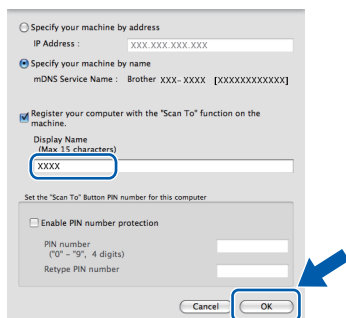 Specify your machine by address
IP Address : XXX.XXX.XXX.XXX
Specify your machine by name
mDNS Service Name : Brother XXX-XXXX [XXXXXXXXXXXX]
Register your computer with the "Scan To" function on the
machine.
Display Name
(Max 15 characters)
XXXX
Set the "Scan To" Button PIN number for this computer
Enable PIN number protection
PIN number
("0" – "9", 4 digits)
Retype PIN number
Cancel OK